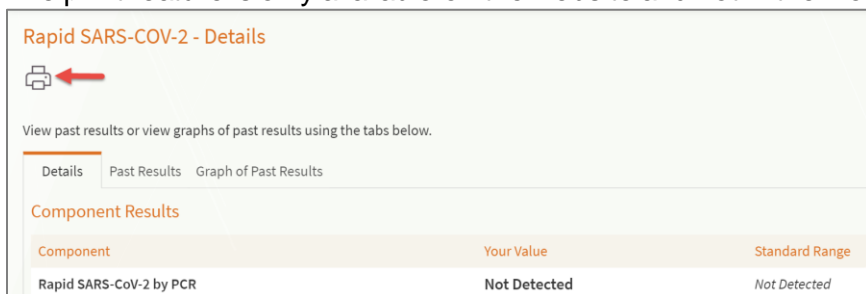 Rapid SARS-COV-2 - Details
View past results or view graphs of past results using the tabs below.
Details Past Results Graph of Past Results
Component Results
Component Your Value Standard Range
Rapid SARS-CoV-2 by PCR Not Detected Not Detected